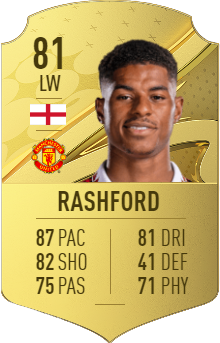 81
LW
RASHFORD
87 PAC 81 DRI
82 SHO 41 DEF
75 PAS 71 PHY